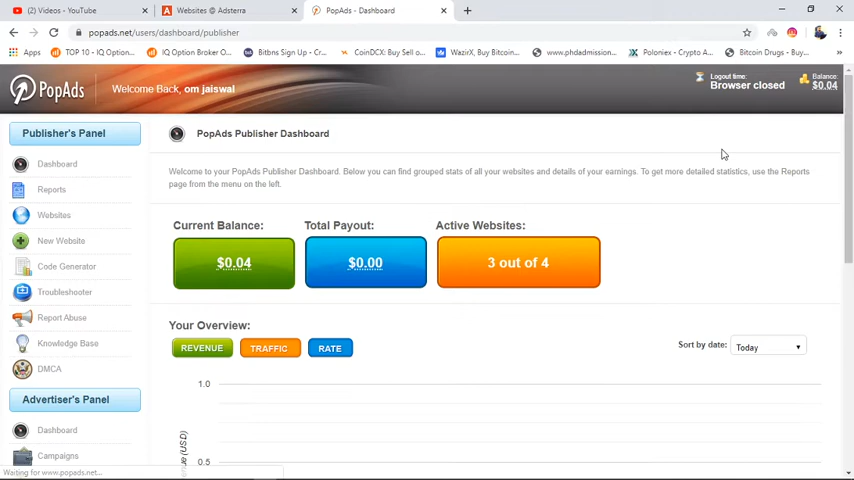 (2) Videos - YouTube
Websites @ Adsterra
PopAds - Dashboard
popads.net/users/dashboard/publisher
Apps
TOP 10 - IQ Option...
IQ Option Broker O...
Bitbns Sign Up - Cr...
CoinDCX: Buy Sel o...
WazirX, Buy Bitcoin...
www.phdadmission...
Poloniex - Crypto A...
Bitcoin Drugs - Buy...
PopAds
Welcome Back, om jaiswal
Logout time:
Browser closed
Balance:
$0.04
Publisher's Panel
Dashboard
Reports
Websites
New Website
Code Generator
Troubleshooter
Report Abuse
Knowledge Base
DMCA
Advertiser's Panel
Dashboard
Campaigns
PopAds Publisher Dashboard
Welcome to your PopAds Publisher Dashboard. Below you can find grouped stats of all your websites and details of your earnings. To get more detailed statistics, use the Reports
page from the menu on the left.
Current Balance:
$0.04
Total Payout:
$0.00
Active Websites:
3 out of 4
Your Overview:
REVENUE
TRAFFIC
RATE
Sort by date:
Today
1.0
0.5
(USD)
Waiting for www.popads.net...